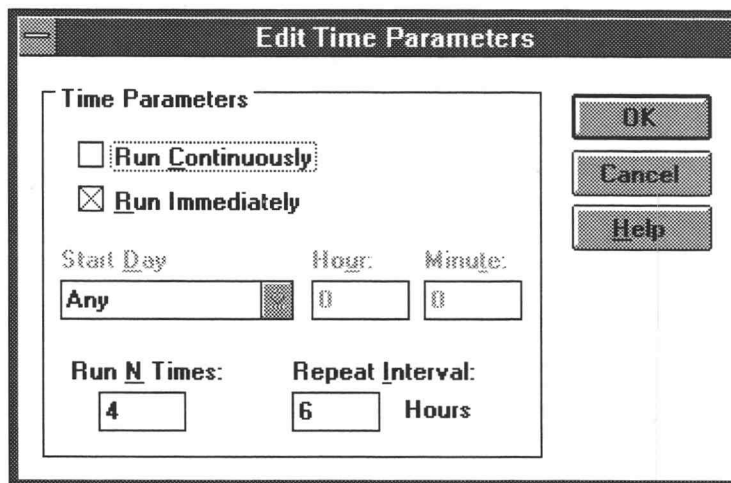 Edit Time Parameters
Time Parameters
Run Continuously
Run Immediately
Start Day
Hour:
Minute:
Any
0
0
Run N Times:
Repeat Interval:
4
6
Hours
OK
Cancel
Help